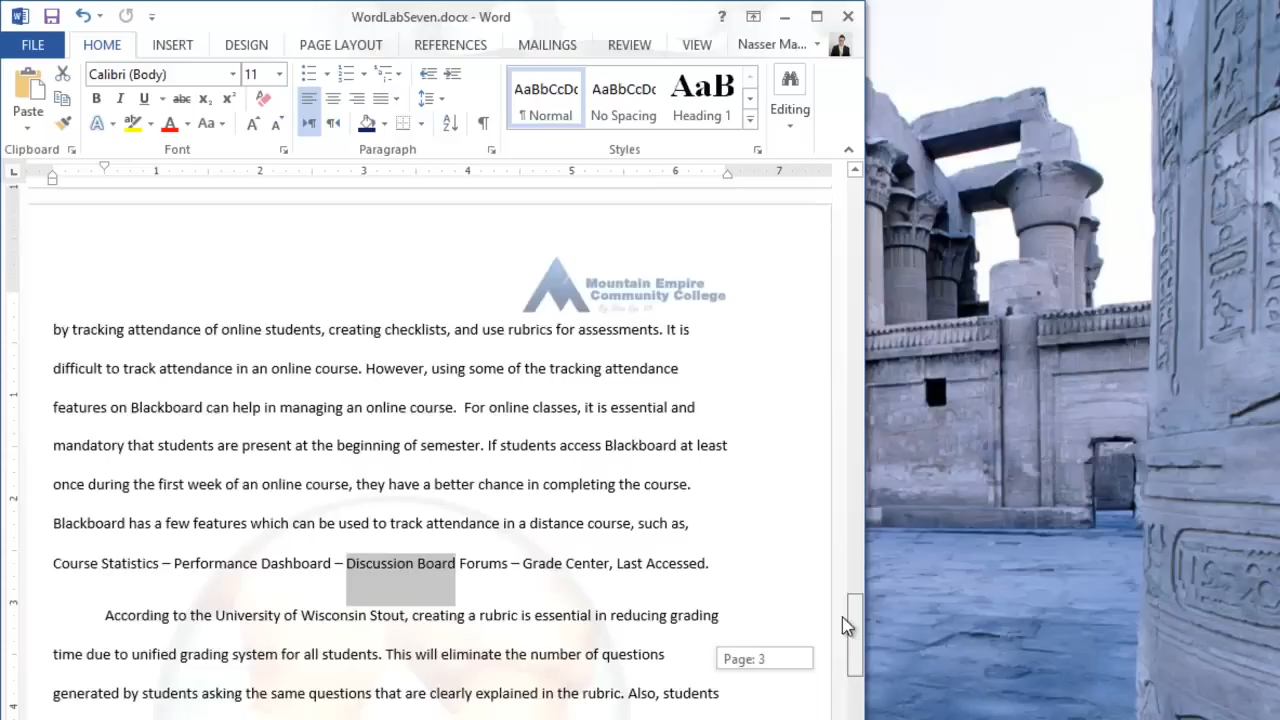 WordLabSeven.docx - Word
FILE HOME INSERT DESIGN PAGE LAYOUT REFERENCES MAILINGS REVIEW VIEW Nasser Ma...
Paste
Calibri (Body) 11
AaBbCcDc AaBbCcDc AaB
¶ Normal No Spacing Heading 1
Editing
Clipboard Font Paragraph Styles
1 2 3 4 5 6 7
Mountain Empire
Community College
by tracking attendance of online students, creating checklists, and use rubrics for assessments. It is
difficult to track attendance in an online course. However, using some of the tracking attendance
features on Blackboard can help in managing an online course.  For online classes, it is essential and
mandatory that students are present at the beginning of semester. If students access Blackboard at least
once during the first week of an online course, they have a better chance in completing the course.
Blackboard has a few features which can be used to track attendance in a distance course, such as,
Course Statistics – Performance Dashboard – Discussion Board Forums – Grade Center, Last Accessed.
According to the University of Wisconsin Stout, creating a rubric is essential in reducing grading
time due to unified grading system for all students. This will eliminate the number of questions
Page: 3
generated by students asking the same questions that are clearly explained in the rubric. Also, students